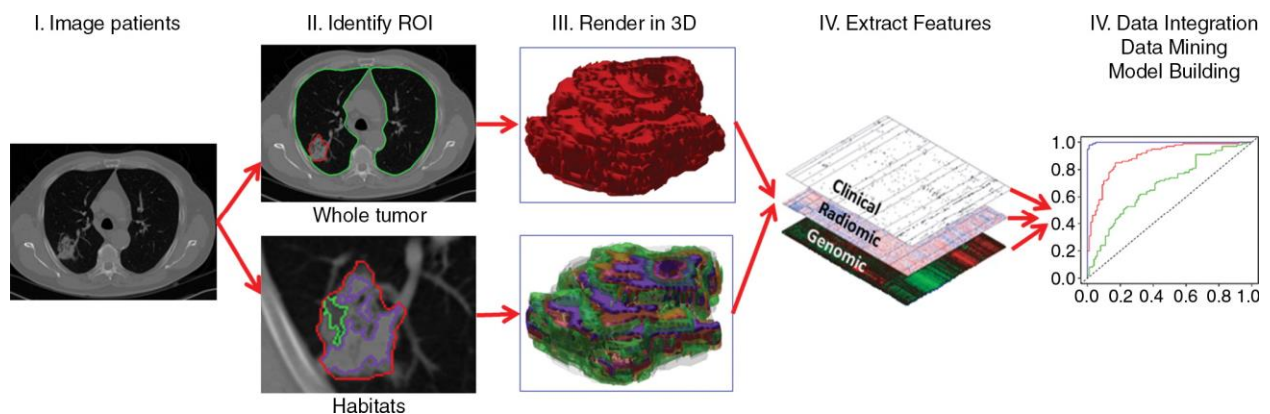 I. Image patients
II. Identify ROI
III. Render in 3D
IV. Extract Features
IV. Data Integration
Data Mining
Model Building
Whole tumor
Habitats
Clinical
Radiomic
Genomic
1.0
0.8
0.6
0.4
0.2
0.0
0.0 0.2 0.4 0.6 0.8 1.0